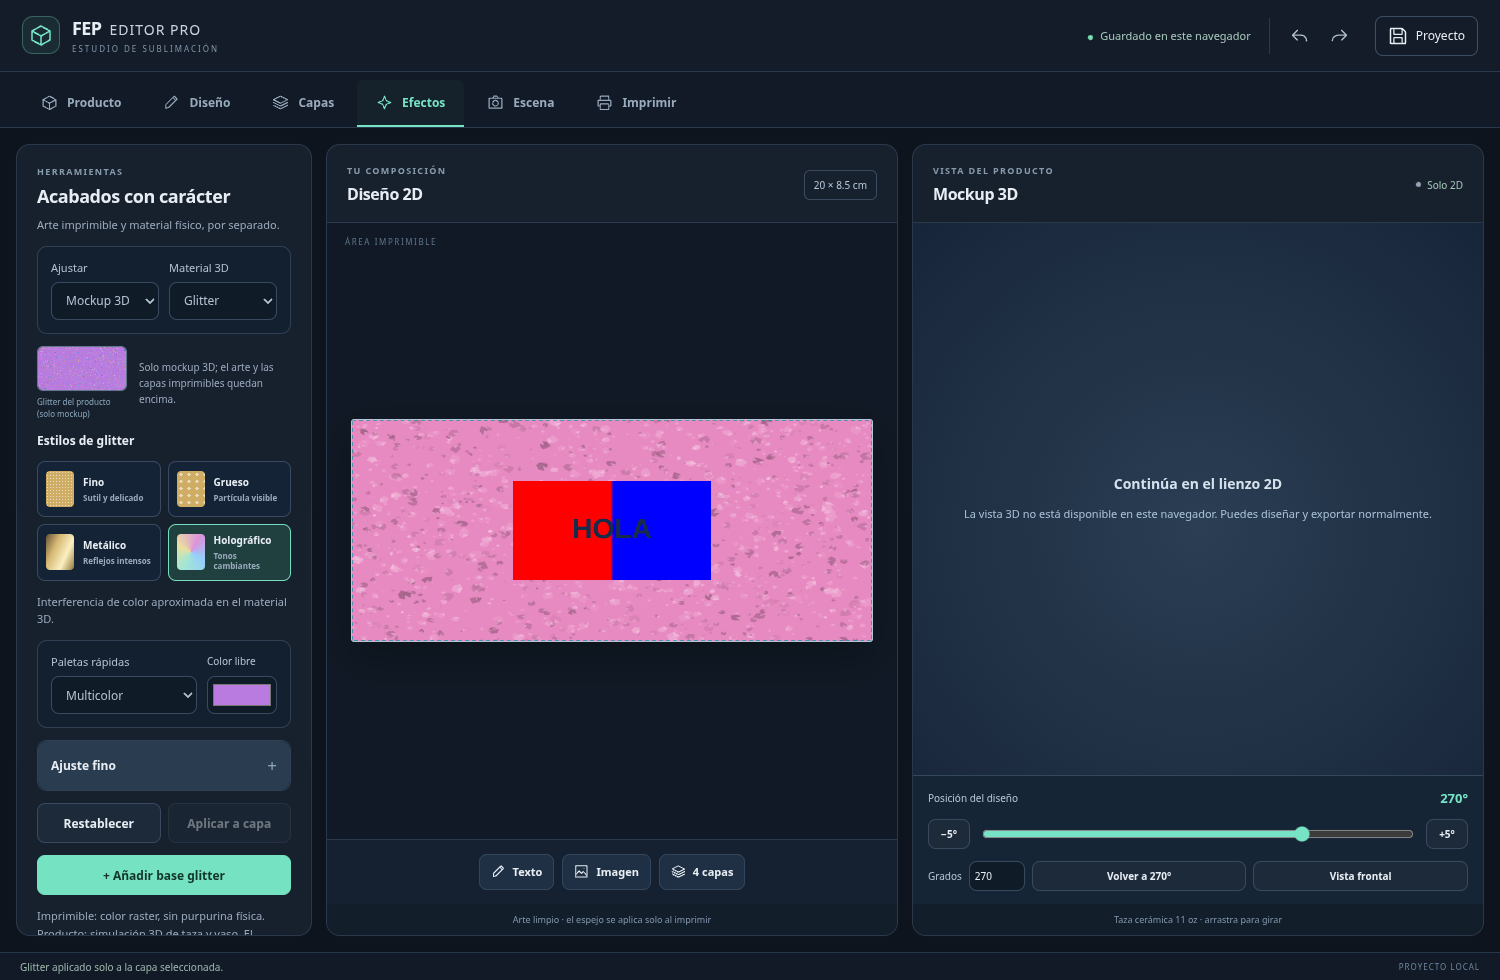 FEP EDITOR PRO
ESTUDIO DE SUBLIMACIÓN
Guardado en este navegador
Proyecto
Producto
Diseño
Capas
Efectos
Escena
Imprimir
HERRAMIENTAS
Acabados con carácter
Arte imprimible y material físico, por separado.
Ajustar
Material 3D
Mockup 3D
Glitter
Glitter del producto
(solo mockup)
Solo mockup 3D; el arte y las
capas imprimibles quedan
encima.
Estilos de glitter
Fino
Sutil y delicado
Grueso
Partícula visible
Metálico
Reflejos intensos
Holográfico
Tonos
cambiantes
Interferencia de color aproximada en el material
3D.
Paletas rápidas
Color libre
Multicolor
Ajuste fino
+
Restablecer
Aplicar a capa
+ Añadir base glitter
Imprimible: color raster, sin purpurina física.
Producto: simulación 3D de taza y vaso. El
TU COMPOSICIÓN
Diseño 2D
20 × 8.5 cm
ÁREA IMPRIMIBLE
HOLA
Texto
Imagen
4 capas
Arte limpio · el espejo se aplica solo al imprimir
VISTA DEL PRODUCTO
Mockup 3D
Solo 2D
Continúa en el lienzo 2D
La vista 3D no está disponible en este navegador. Puedes diseñar y exportar normalmente.
Posición del diseño
270°
−5°
+5°
Grados
270
Volver a 270°
Vista frontal
Taza cerámica 11 oz · arrastra para girar
Glitter aplicado solo a la capa seleccionada.
PROYECTO LOCAL